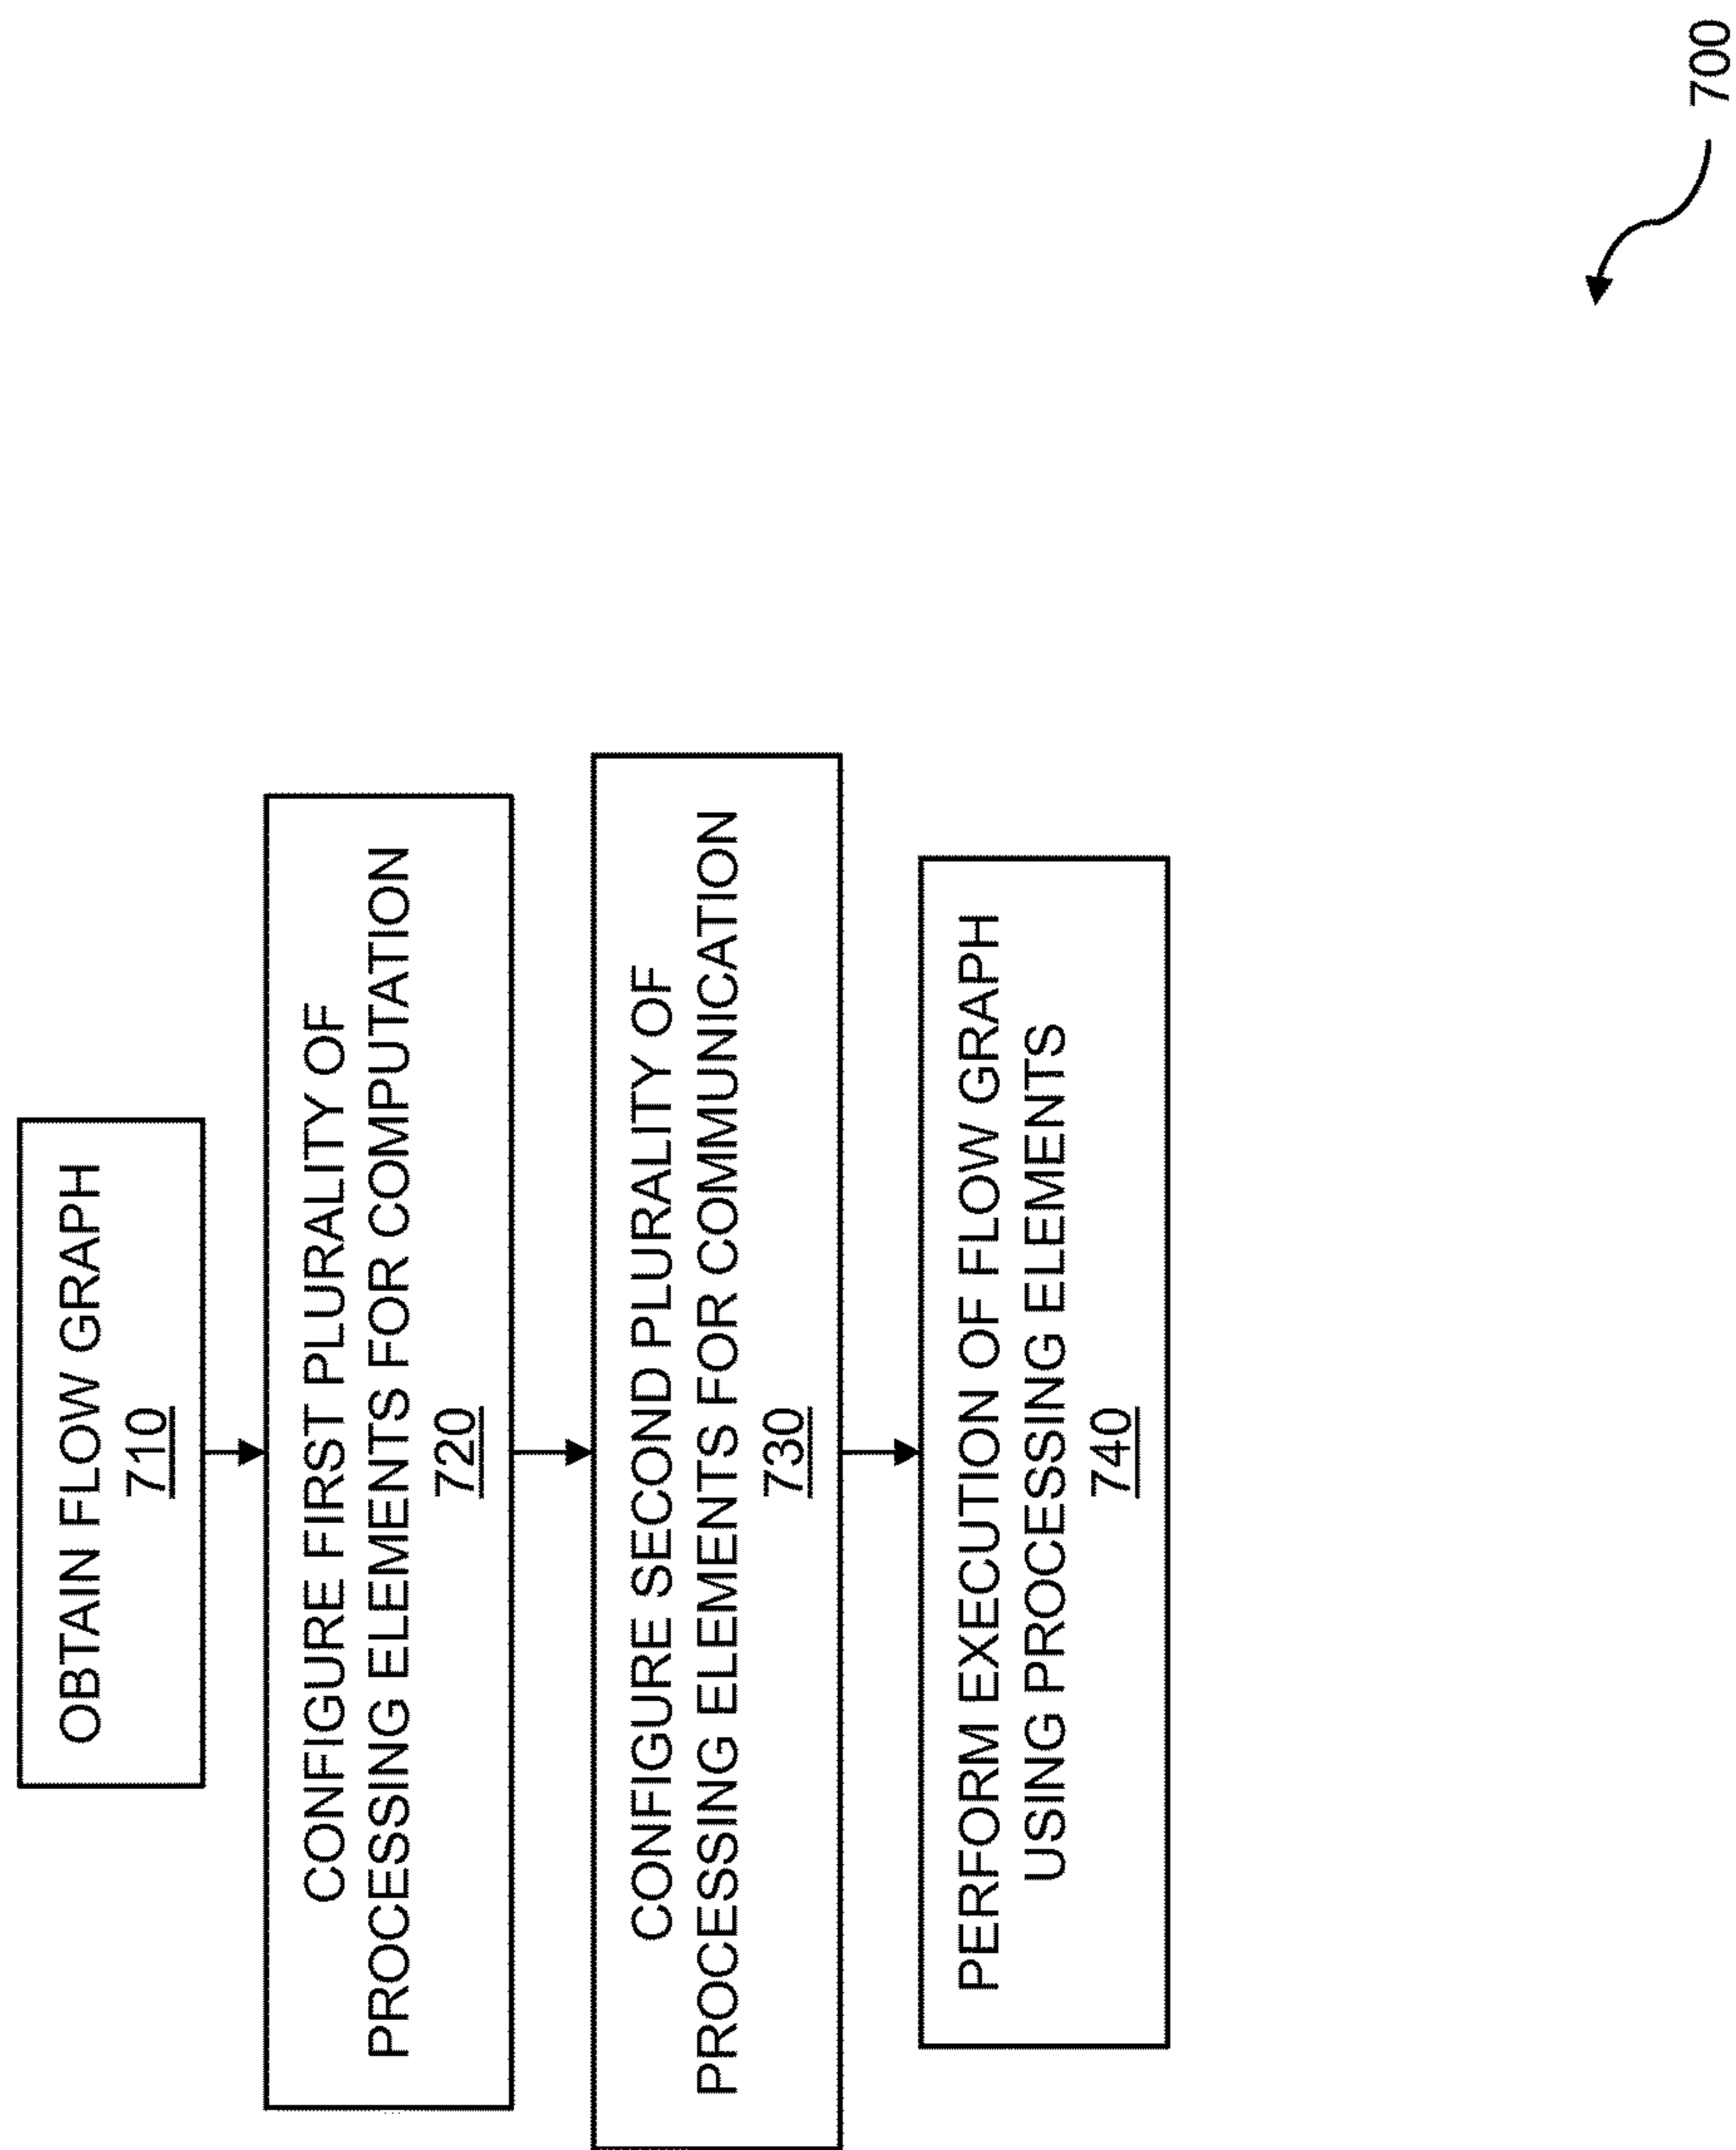 OBTAIN FLOW GRAPH
710
CONFIGURE FIRST PLURALITY OF
PROCESSING ELEMENTS FOR COMPUTATION
720
CONFIGURE SECOND PLURALITY OF
PROCESSING ELEMENTS FOR COMMUNICATION
730
PERFORM EXECUTION OF FLOW GRAPH
USING PROCESSING ELEMENTS
740
700